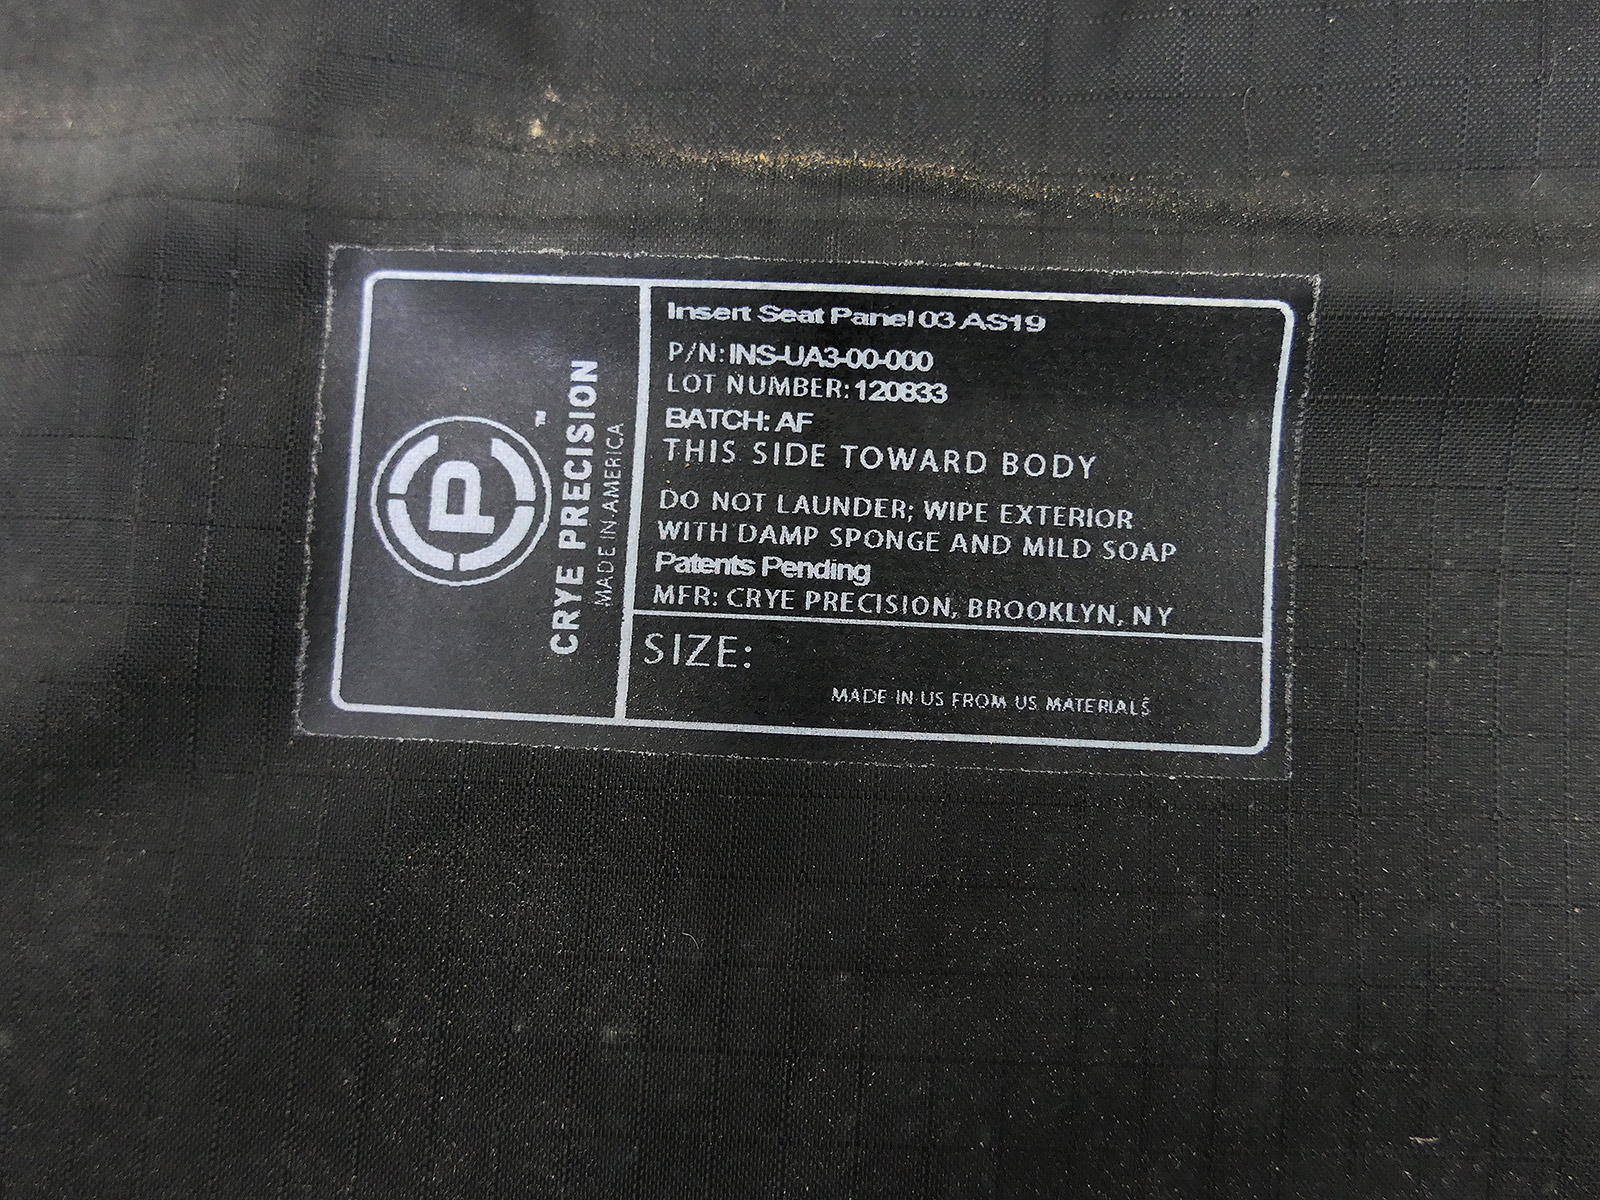 P
™
CRYE PRECISION
MADE IN AMERICA
Insert Seat Panel 03 AS19
P/N: INS-UA3-00-000
LOT NUMBER: 120833
BATCH: AF
THIS SIDE TOWARD BODY
DO NOT LAUNDER; WIPE EXTERIOR
WITH DAMP SPONGE AND MILD SOAP
Patents Pending
MFR: CRYE PRECISION, BROOKLYN, NY
SIZE:
MADE IN US FROM US MATERIALS